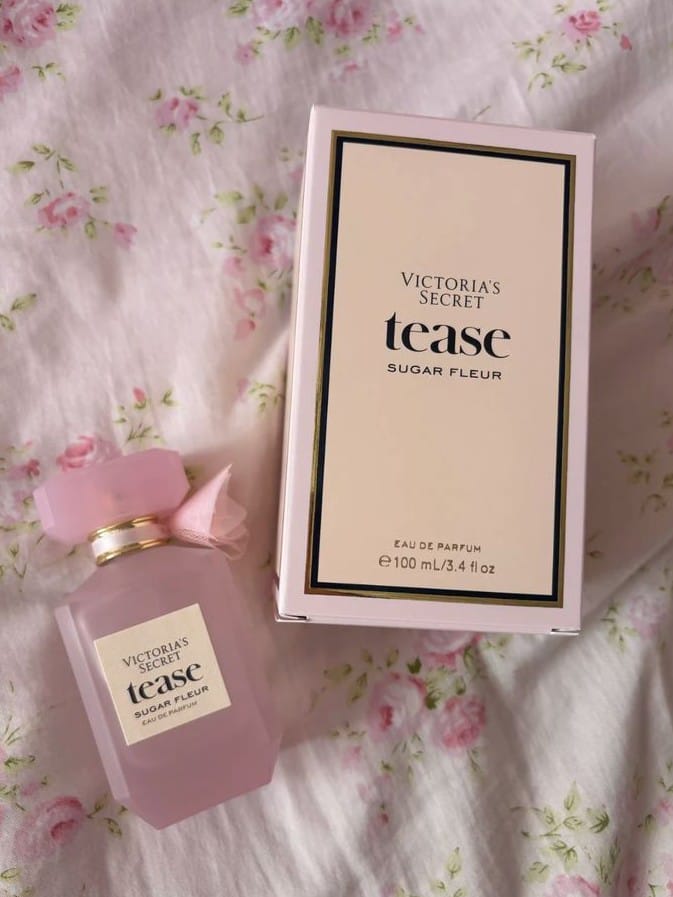 VICTORIA'S
SECRET
tease
SUGAR FLEUR
EAU DE PARFUM
℮100 mL/3.4 fl oz
VICTORIA'S
SECRET
tease
SUGAR FLEUR
EAU DE PARFUM